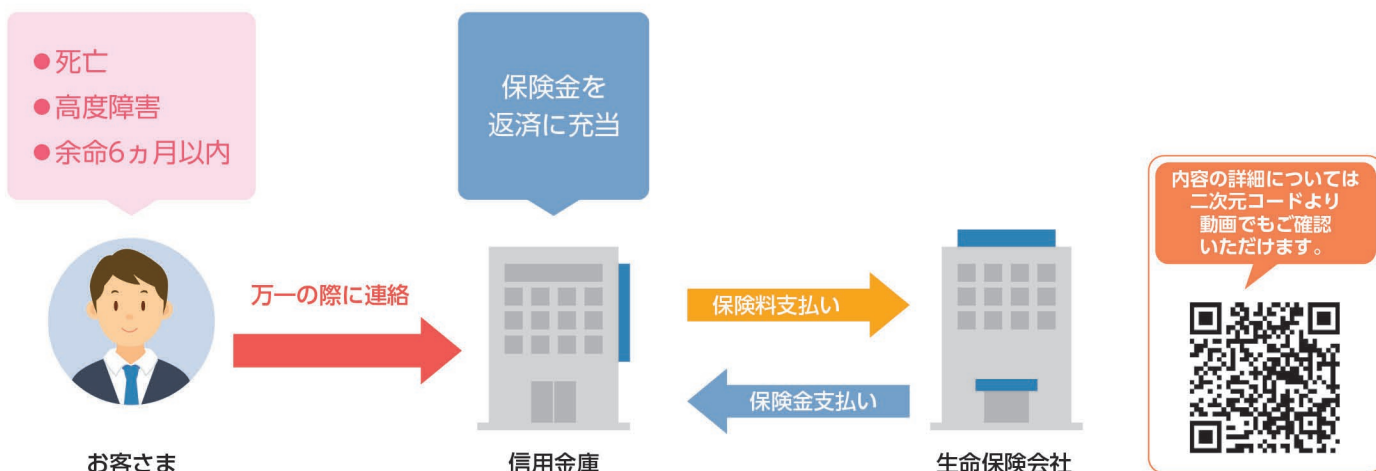 ●死亡
●高度障害
●余命6ヵ月以内
保険金を
返済に充当
内容の詳細については
二次元コードより
動画でもご確認
いただけます。
万一の際に連絡
保険料支払い
保険金支払い
お客さま
信用金庫
生命保険会社